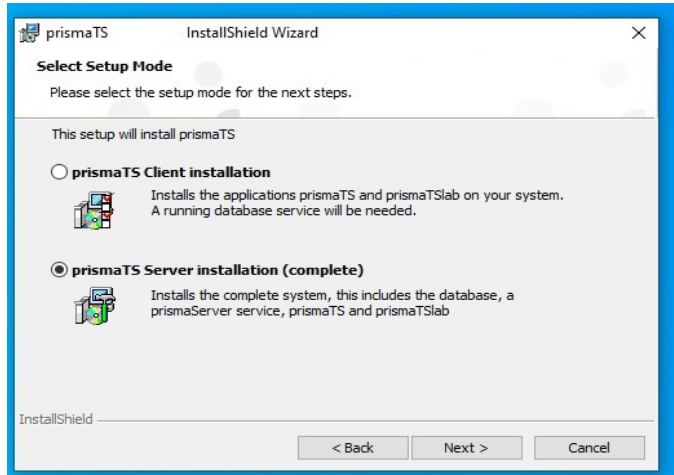 prismaTS InstallShield Wizard
Select Setup Mode
Please select the setup mode for the next steps.
This setup will install prismaTS
prismaTS Client installation
Installs the applications prismaTS and prismaTSlab on your system.
A running database service will be needed.
prismaTS Server installation (complete)
Installs the complete system, this includes the database, a
prismaServer service, prismaTS and prismaTSlab
InstallShield
< Back Next > Cancel